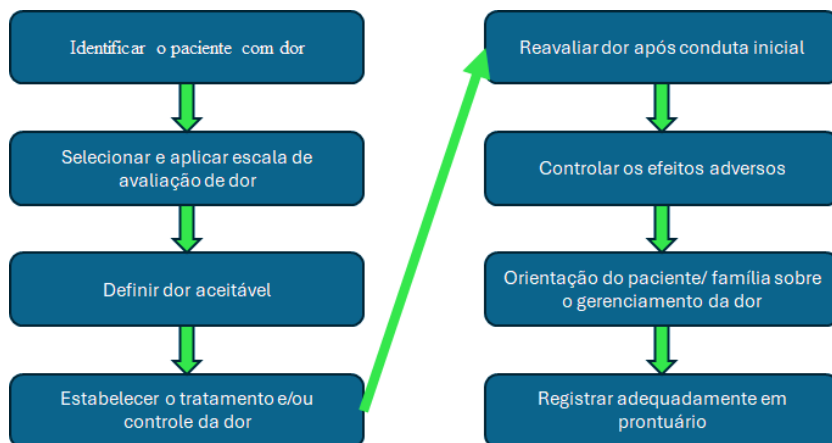 Identificar o paciente com dor
Selecionar e aplicar escala de
avaliação de dor
Definir dor aceitável
Estabelecer o tratamento e/ou
controle da dor
Reavaliar dor após conduta inicial
Controlar os efeitos adversos
Orientação do paciente/ família sobre
o gerenciamento da dor
Registrar adequadamente em
prontuário